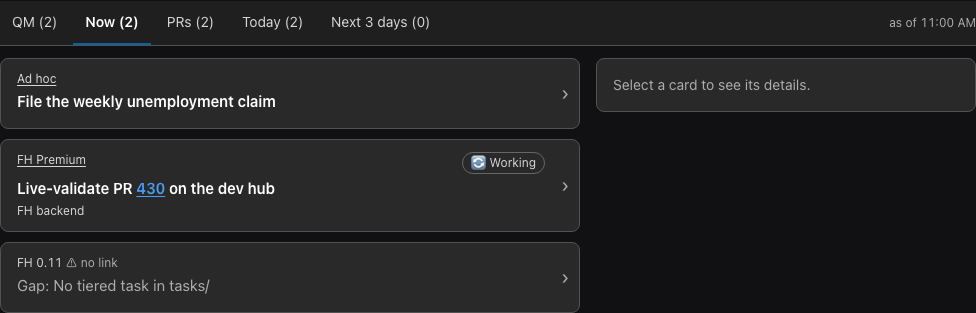 QM (2) Now (2) PRs (2) Today (2) Next 3 days (0) as of 11:00 AM
Ad hoc
File the weekly unemployment claim
Select a card to see its details.
FH Premium
Working
Live-validate PR 430 on the dev hub
FH backend
FH 0.11 ⚠ no link
Gap: No tiered task in tasks/